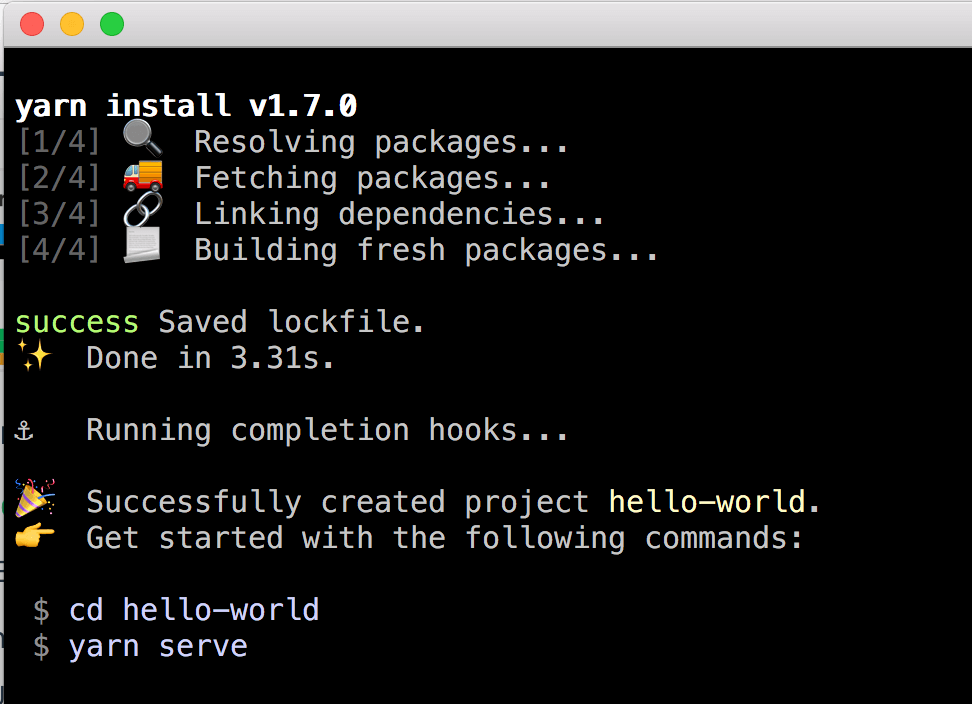 yarn install v1.7.0
[1/4] 🔍 Resolving packages...
[2/4] 🚚 Fetching packages...
[3/4] 🔗 Linking dependencies...
[4/4] 📃 Building fresh packages...
success Saved lockfile.
✨ Done in 3.31s.
⚓ Running completion hooks...
🎉 Successfully created project hello-world.
👉 Get started with the following commands:
$ cd hello-world
$ yarn serve